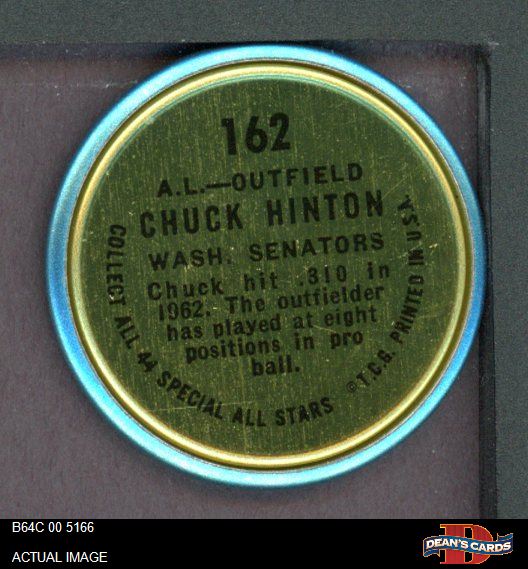 162
A.L.—OUTFIELD
CHUCK HINTON
WASH. SENATORS
Chuck hit .310 in
1962. The outfielder
has played at eight
positions in pro
ball.
COLLECT ALL 44 SPECIAL ALL STARS
©T.C.G. PRINTED IN U.S.A.
B64C 00 5166
ACTUAL IMAGE
D
DEAN'S CARDS